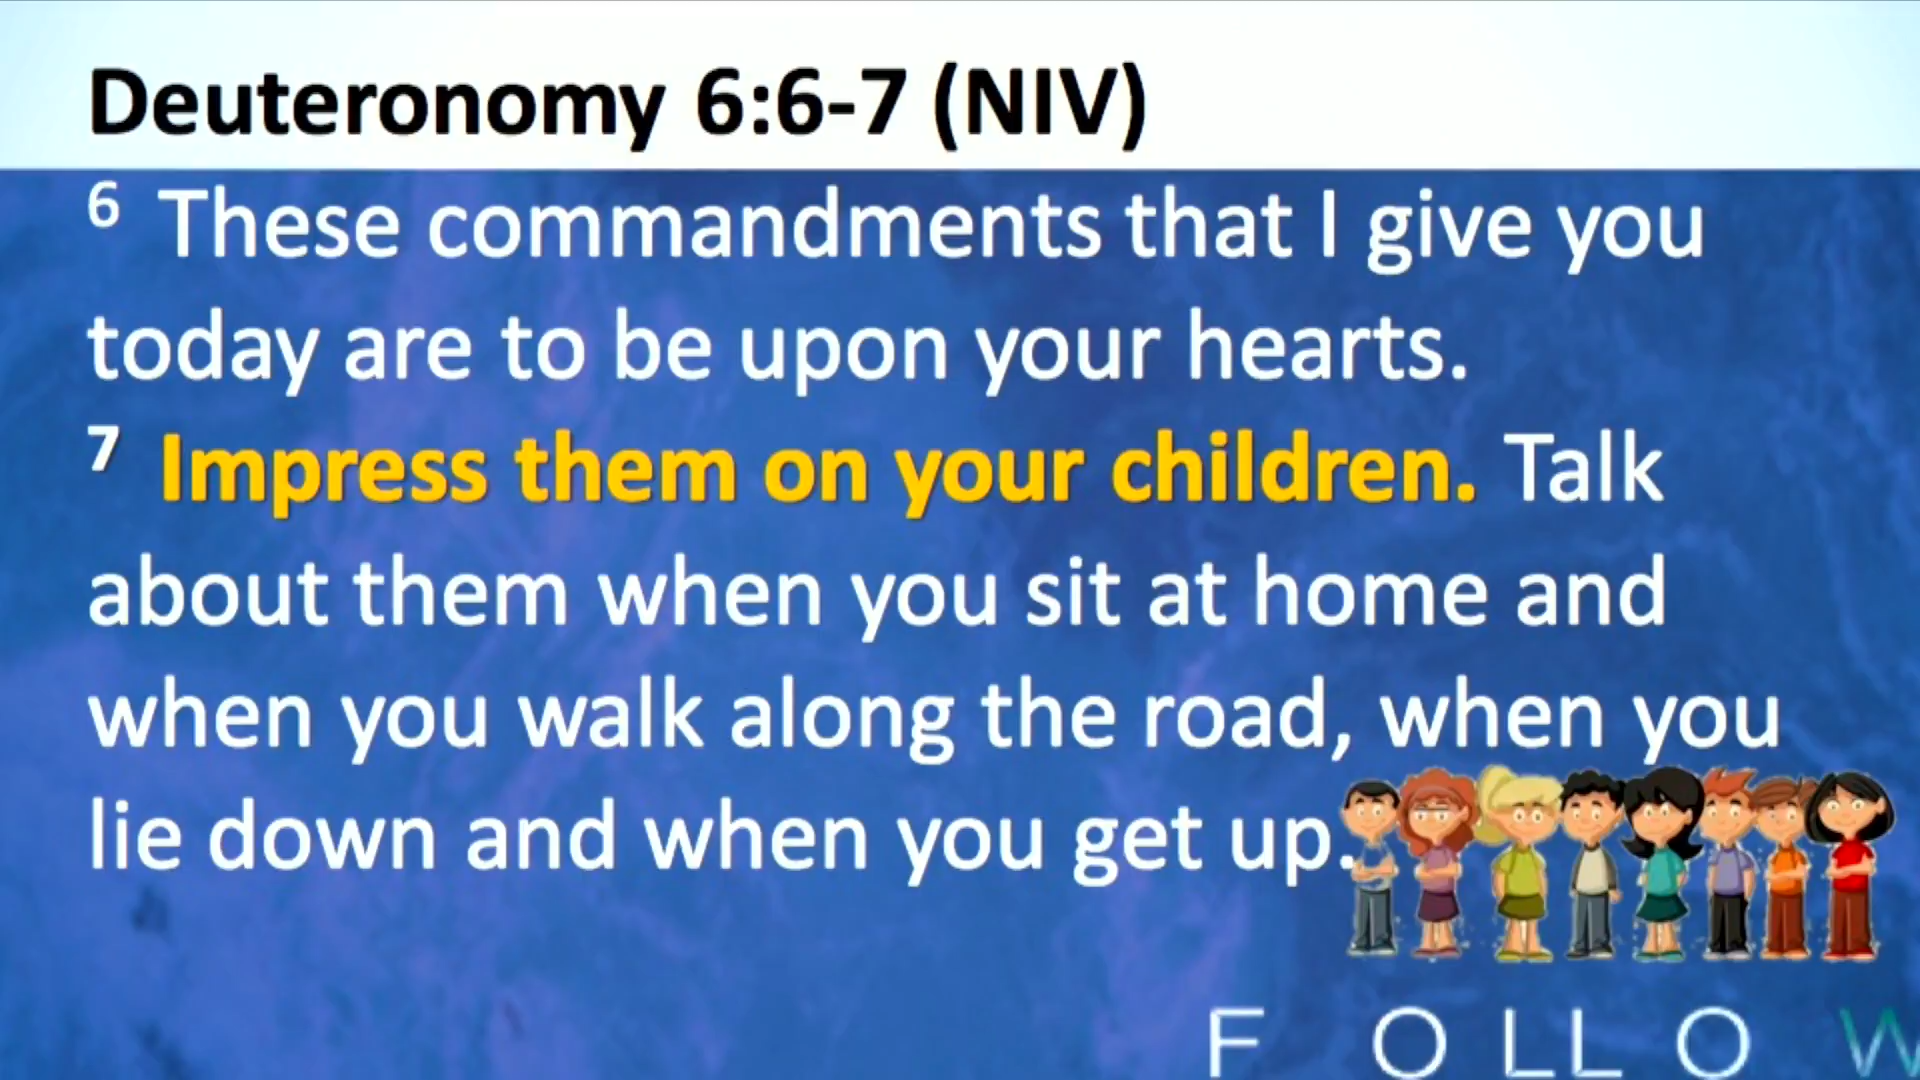 Deuteronomy 6:6-7 (NIV)
6 These commandments that I give you
today are to be upon your hearts.
7 Impress them on your children. Talk
about them when you sit at home and
when you walk along the road, when you
lie down and when you get up.
FOLLOW